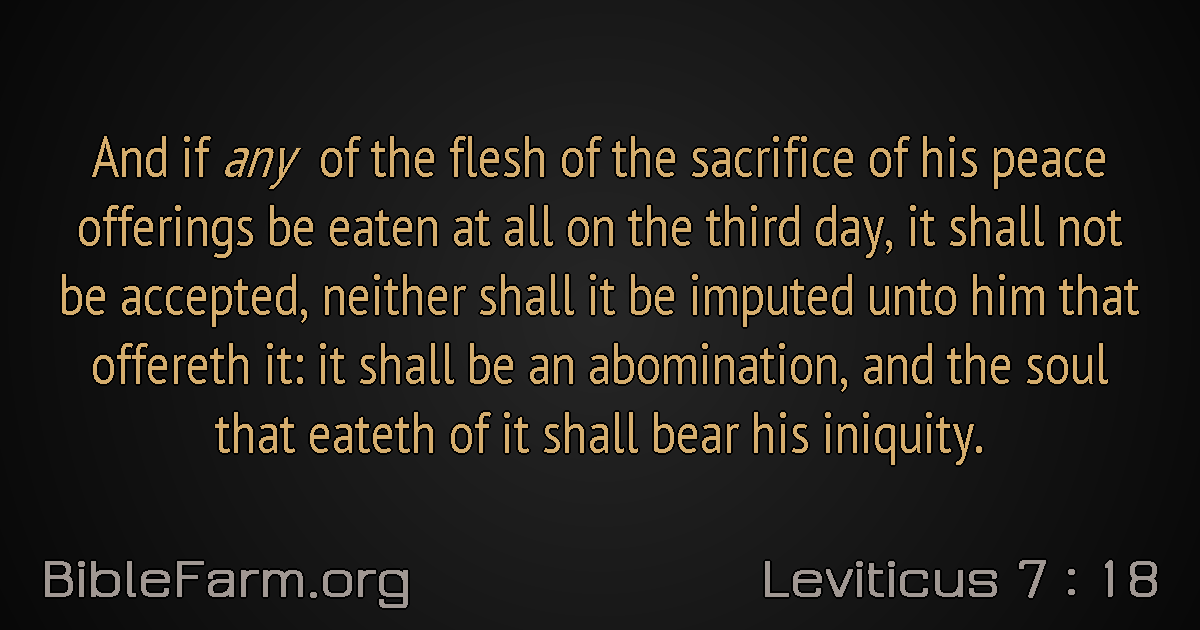 And if any of the flesh of the sacrifice of his peace
offerings be eaten at all on the third day, it shall not
be accepted, neither shall it be imputed unto him that
offereth it: it shall be an abomination, and the soul
that eateth of it shall bear his iniquity.
BibleFarm.org
Leviticus 7 : 18